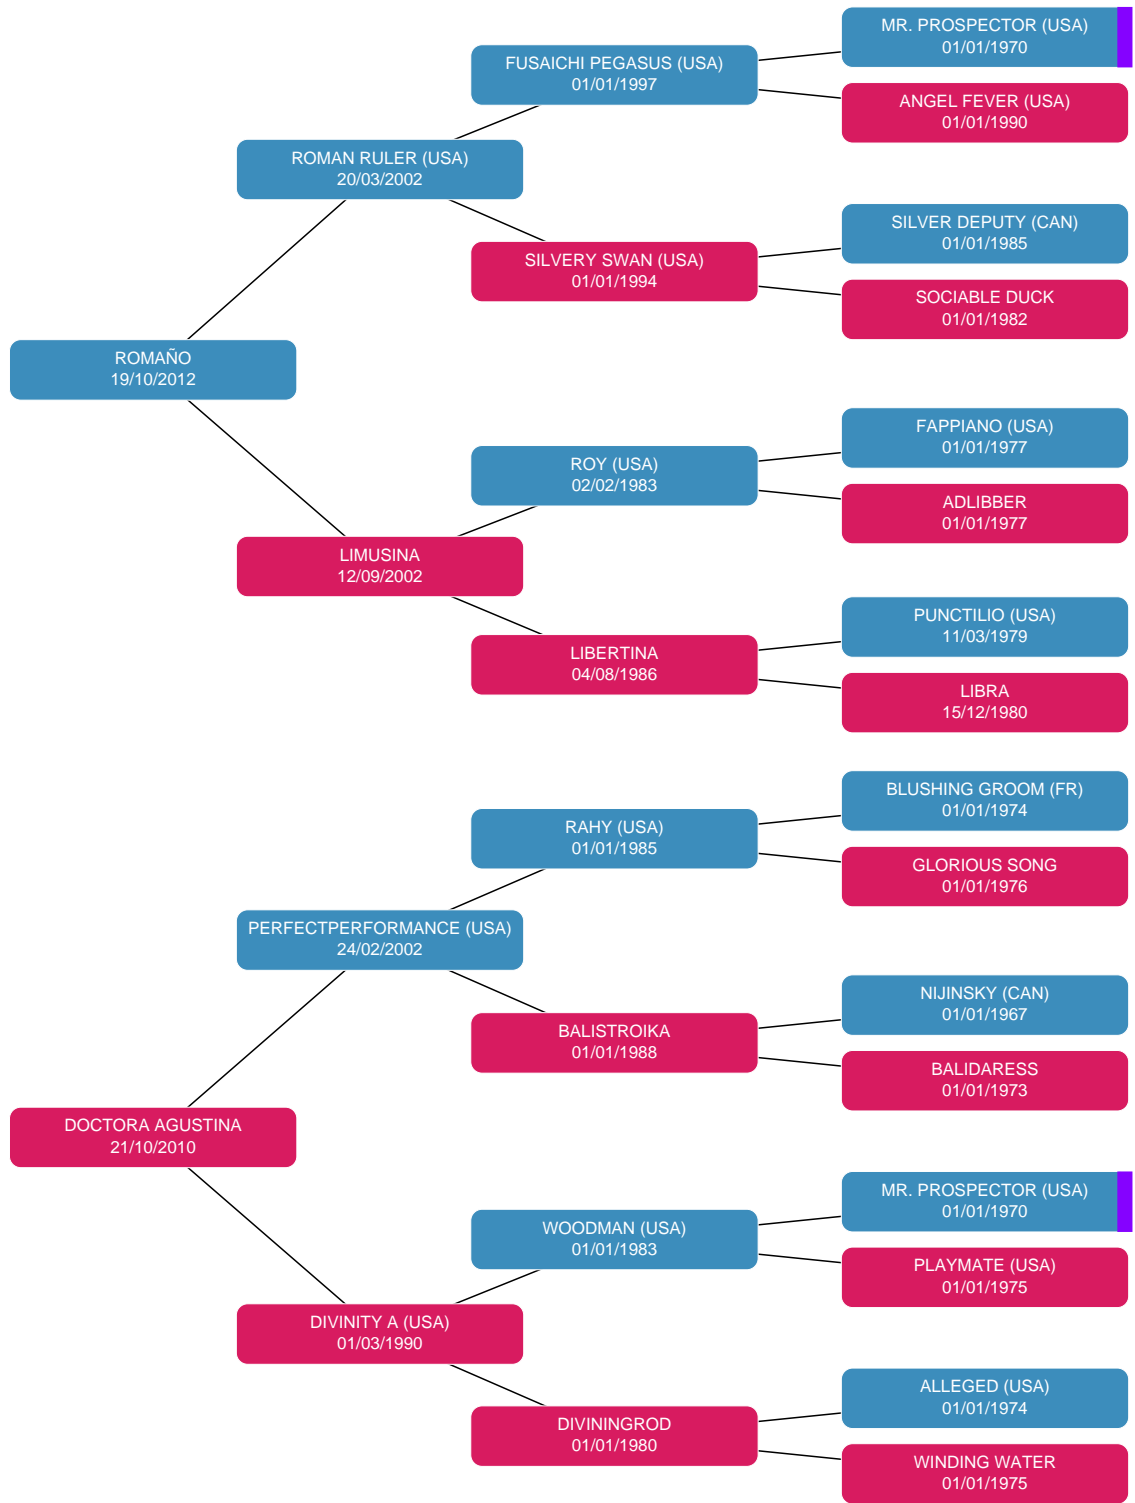 MR. PROSPECTOR (USA)
01/01/1970
FUSAICHI PEGASUS (USA)
01/01/1997
ANGEL FEVER (USA)
01/01/1990
ROMAN RULER (USA)
20/03/2002
SILVER DEPUTY (CAN)
01/01/1985
SILVERY SWAN (USA)
01/01/1994
SOCIABLE DUCK
01/01/1982
ROMAÑO
19/10/2012
FAPPIANO (USA)
01/01/1977
ROY (USA)
02/02/1983
ADLIBBER
01/01/1977
LIMUSINA
12/09/2002
PUNCTILIO (USA)
11/03/1979
LIBERTINA
04/08/1986
LIBRA
15/12/1980
BLUSHING GROOM (FR)
01/01/1974
RAHY (USA)
01/01/1985
GLORIOUS SONG
01/01/1976
PERFECTPERFORMANCE (USA)
24/02/2002
NIJINSKY (CAN)
01/01/1967
BALISTROIKA
01/01/1988
BALIDARESS
01/01/1973
DOCTORA AGUSTINA
21/10/2010
MR. PROSPECTOR (USA)
01/01/1970
WOODMAN (USA)
01/01/1983
PLAYMATE (USA)
01/01/1975
DIVINITY A (USA)
01/03/1990
ALLEGED (USA)
01/01/1974
DIVININGROD
01/01/1980
WINDING WATER
01/01/1975